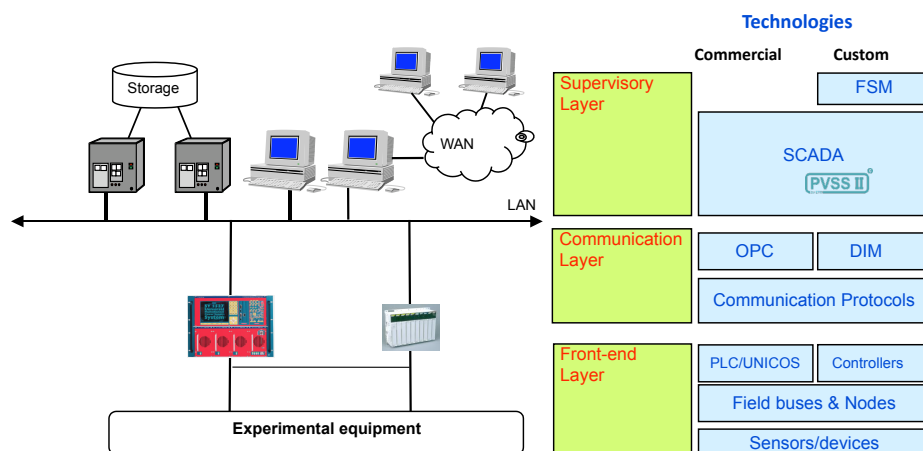 Technologies
Commercial
Custom
Storage
WAN
LAN
Experimental equipment
Supervisory
Layer
FSM
SCADA
PVSS II
Communication
Layer
OPC
DIM
Communication Protocols
Front-end
Layer
PLC/UNICOS
Controllers
Field buses & Nodes
Sensors/devices